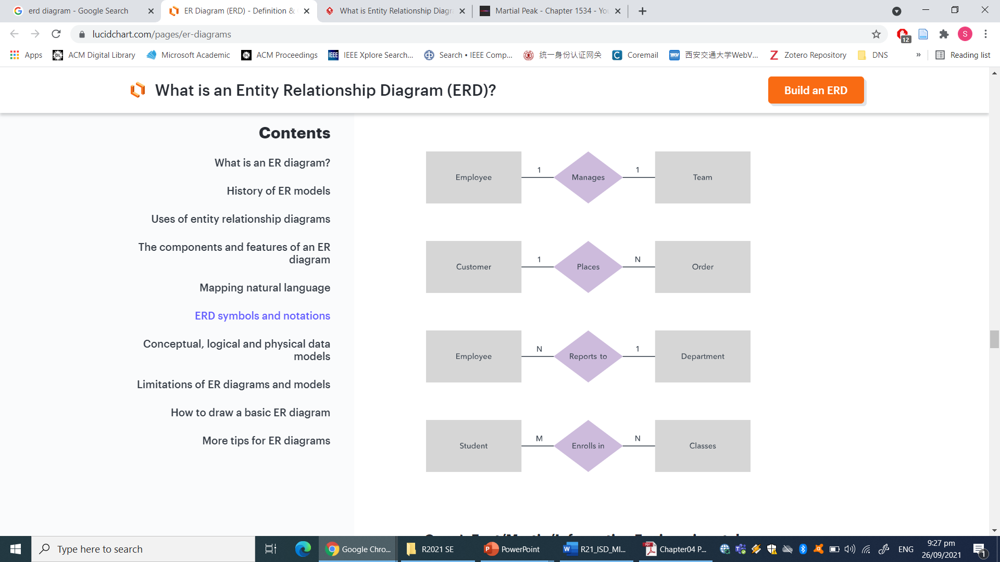 erd diagram - Google Search
ER Diagram (ERD) - Definition &
What is Entity Relationship Diagr
Martial Peak - Chapter 1534 - Yo
lucidchart.com/pages/er-diagrams
12
S
Apps
ACM Digital Library
Microsoft Academic
ACM Proceedings
IEEE Xplore Search...
Search • IEEE Comp...
统一身份认证网关
Coremail
西安交通大学WebV...
Zotero Repository
DNS
»
Reading list
What is an Entity Relationship Diagram (ERD)?
Build an ERD
Contents
What is an ER diagram?
History of ER models
Uses of entity relationship diagrams
The components and features of an ER
diagram
Mapping natural language
ERD symbols and notations
Conceptual, logical and physical data
models
Limitations of ER diagrams and models
How to draw a basic ER diagram
More tips for ER diagrams
Employee 1 Manages 1 Team
Customer 1 Places N Order
Employee N Reports to 1 Department
Student M Enrolls in N Classes
Type here to search
Google Chro...
R2021 SE
PowerPoint
R21_ISD_MI...
Chapter04 P...
ENG
9:27 pm
26/09/2021
1